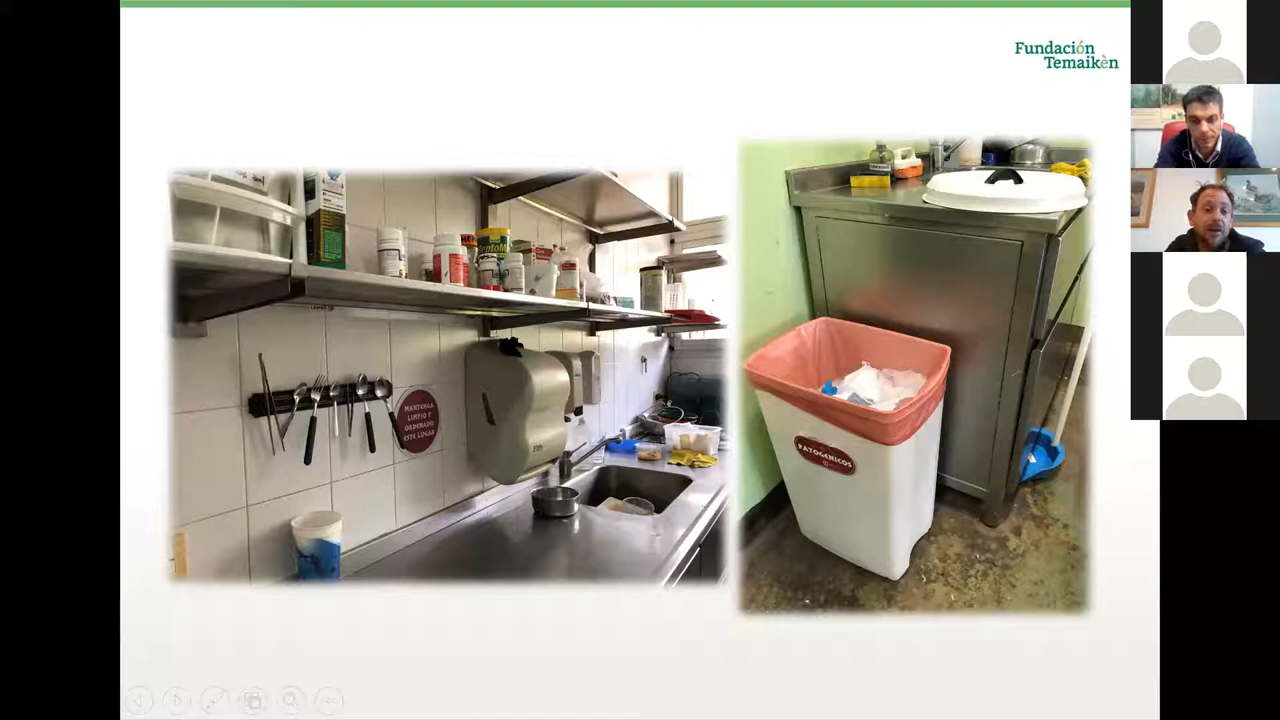 Fundación
Temaikèn
MANTENGA
LIMPIO Y
ORDENADO
ESTE LUGAR
PATOGENICOS